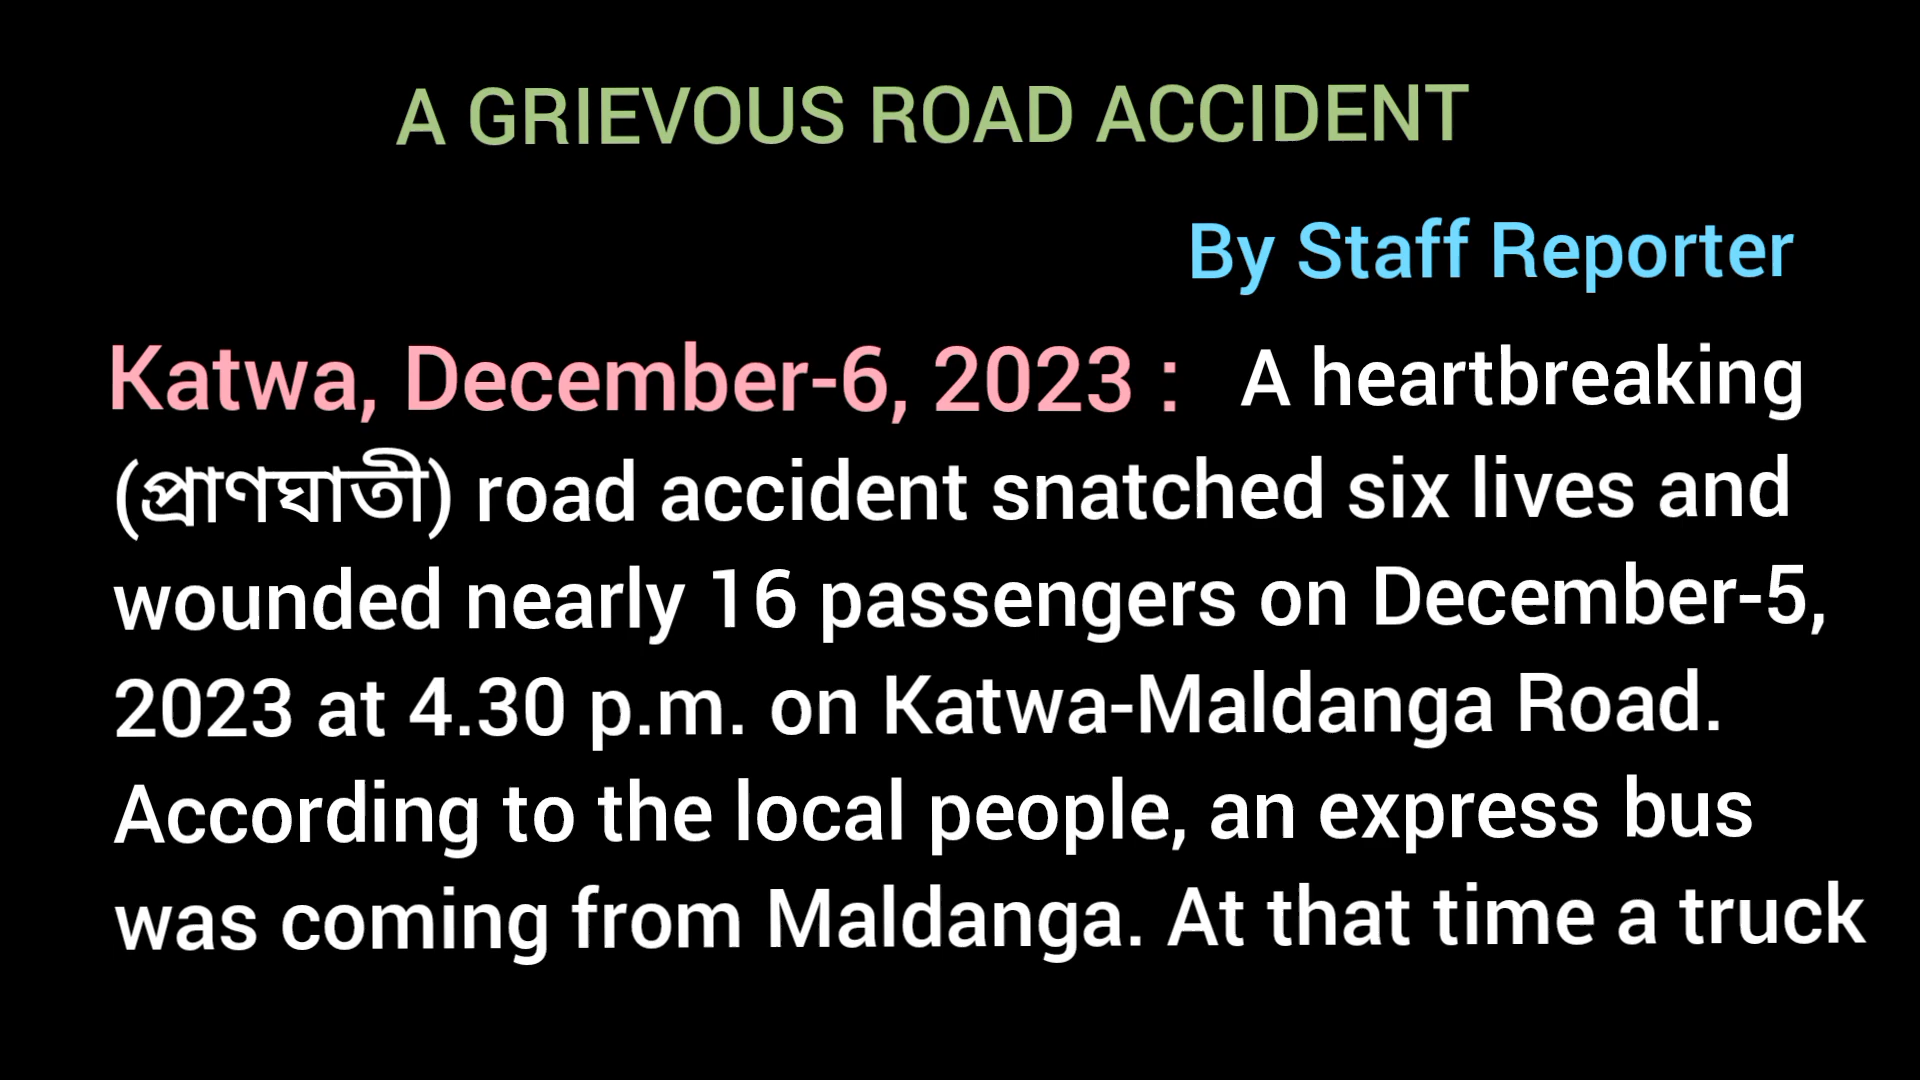 A GRIEVOUS ROAD ACCIDENT
By Staff Reporter
Katwa, December-6, 2023 : A heartbreaking
(প্রাণঘাতী) road accident snatched six lives and
wounded nearly 16 passengers on December-5,
2023 at 4.30 p.m. on Katwa-Maldanga Road.
According to the local people, an express bus
was coming from Maldanga. At that time a truck